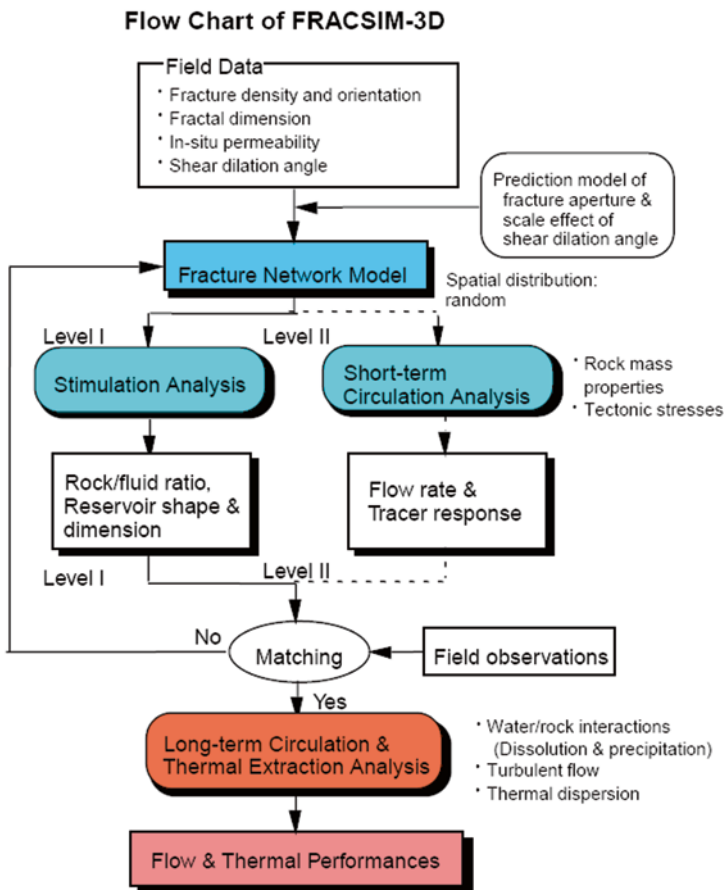 Flow Chart of FRACSIM-3D
Field Data
· Fracture density and orientation
· Fractal dimension
· In-situ permeability
· Shear dilation angle
Prediction model of
fracture aperture &
scale effect of
shear dilation angle
Fracture Network Model
Spatial distribution:
random
Level I
Level II
Stimulation Analysis
Short-term
Circulation Analysis
· Rock mass
properties
· Tectonic stresses
Rock/fluid ratio,
Reservoir shape &
dimension
Flow rate &
Tracer response
Level I
Level II
No
Matching
Field observations
Yes
Long-term Circulation &
Thermal Extraction Analysis
· Water/rock interactions
(Dissolution & precipitation)
· Turbulent flow
· Thermal dispersion
Flow & Thermal Performances